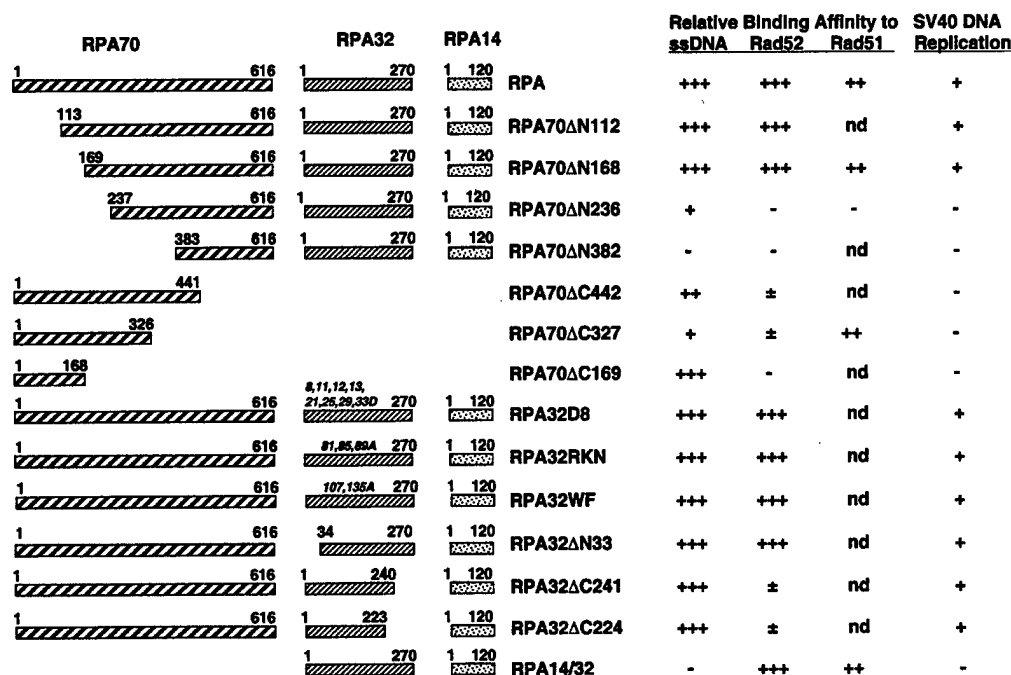 Relative Binding Affinity to SV40 DNA
RPA70 RPA32 RPA14 ssDNA Rad52 Rad51 Replication
1 616 1 270 1 120 RPA +++ +++ ++ +
113 616 1 270 1 120 RPA70ΔN112 +++ +++ nd +
169 616 1 270 1 120 RPA70ΔN168 +++ +++ ++ +
237 616 1 270 1 120 RPA70ΔN236 + - - -
383 616 1 270 1 120 RPA70ΔN382 - - nd -
1 441 RPA70ΔC442 ++ ± nd -
1 326 RPA70ΔC327 + ± ++ -
1 168 RPA70ΔC169 +++ - nd -
8,11,12,13,
1 616 21,25,29,33D 270 1 120 RPA32D8 +++ +++ nd +
1 616 81,85,89A 270 1 120 RPA32RKN +++ +++ nd +
1 616 107,135A 270 1 120 RPA32WF +++ +++ nd +
1 616 34 270 1 120 RPA32ΔN33 +++ +++ nd +
1 616 1 240 1 120 RPA32ΔC241 +++ ± nd +
1 616 1 223 1 120 RPA32ΔC224 +++ ± nd +
1 270 1 120 RPA14/32 - +++ ++ -